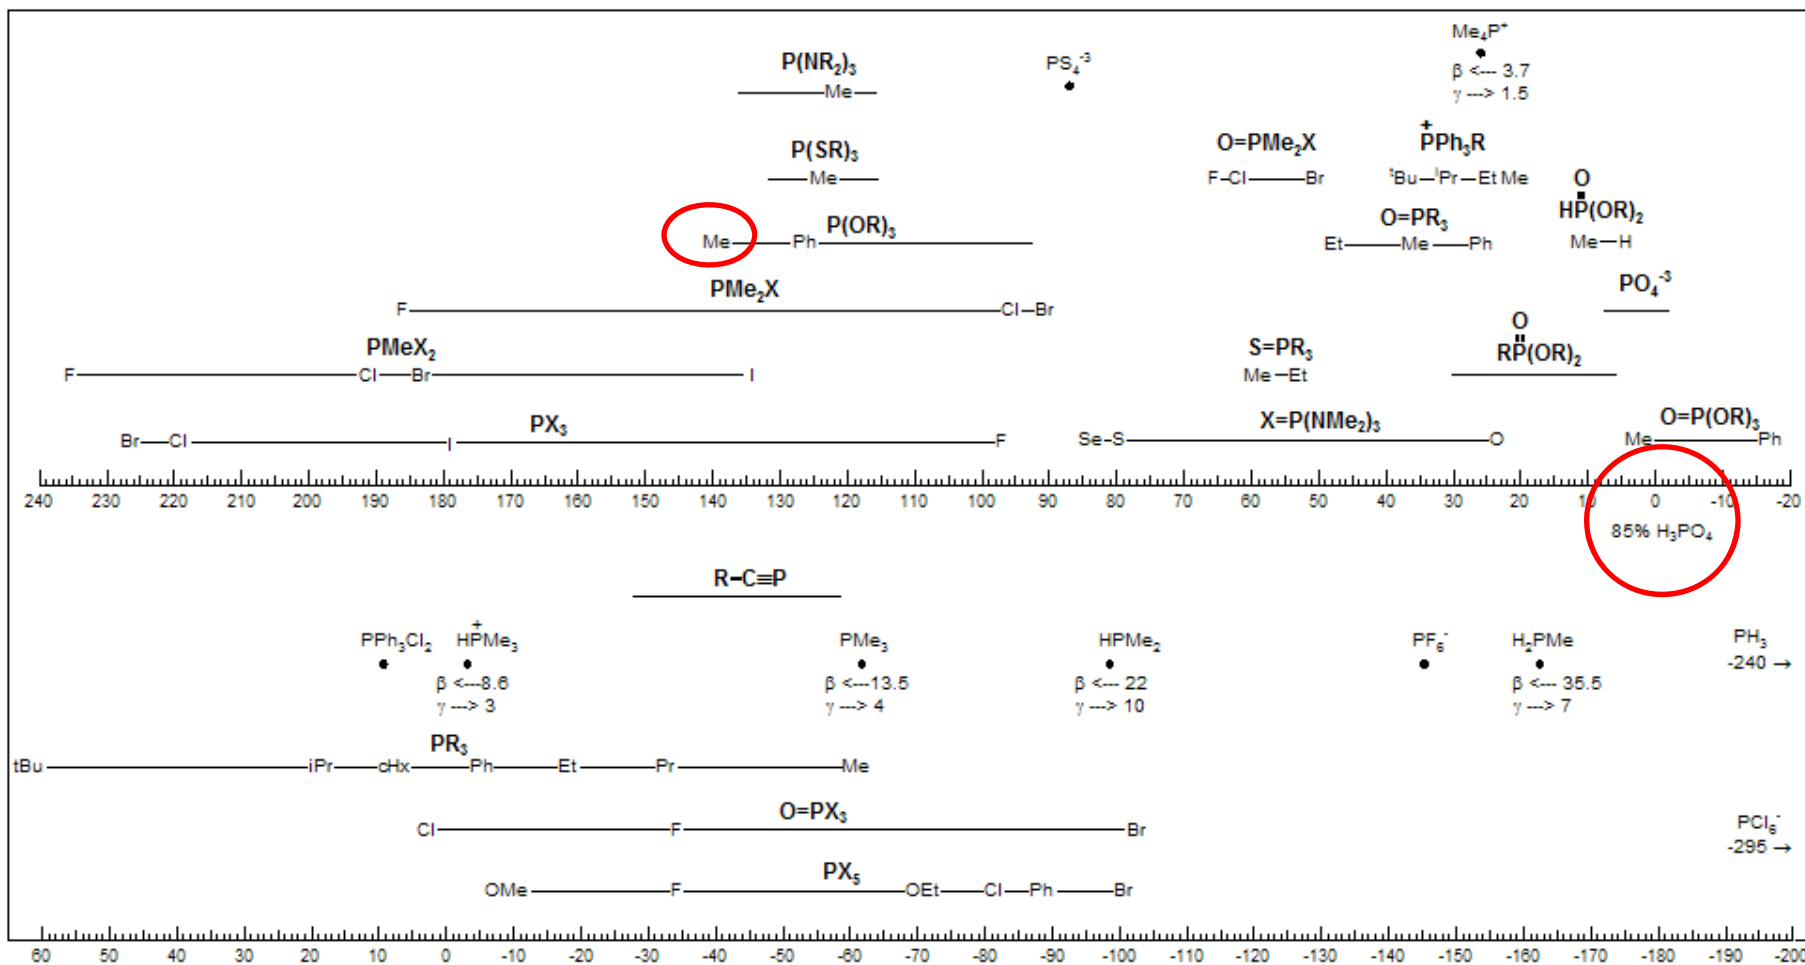 Me₄P⁺
P(NR₂)₃ PS₄⁻³ β <--- 3.7
Me γ ---> 1.5
P(SR)₃ O=PMe₂X +
PPh₃R
Me F Cl Br ᵗBu ⁱPr Et Me O
P(OR)₃ O=PR₃ HP(OR)₂
Me Ph Et Me Ph Me H
PMe₂X PO₄⁻³
F Cl Br O
PMeX₂ S=PR₃ RP(OR)₂
F Cl Br I Me Et
PX₃ X=P(NMe₂)₃ O=P(OR)₃
Br Cl I F Se S O Me Ph
240 230 220 210 200 190 180 170 160 150 140 130 120 110 100 90 80 70 60 50 40 30 20 10 0 -10 -20
85% H₃PO₄
R–C≡P
PPh₃Cl₂ HP⁺Me₃ PMe₃ HPMe₂ PF₆⁻ H₂PMe PH₃
-240 →
β <---8.6 β <---13.5 β <--- 22 β <--- 35.5
γ ---> 3 γ ---> 4 γ ---> 10 γ ---> 7
PR₃
tBu iPr cHx Ph Et Pr Me
O=PX₃
Cl F Br PCl₆⁻
-295 →
PX₅
OMe F OEt Cl Ph Br
60 50 40 30 20 10 0 -10 -20 -30 -40 -50 -60 -70 -80 -90 -100 -110 -120 -130 -140 -150 -160 -170 -180 -190 -200